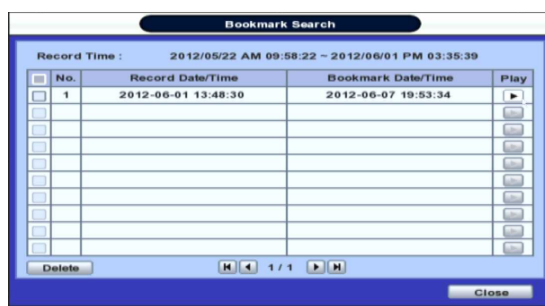 Bookmark Search
Record Time : 2012/05/22 AM 09:58:22 ~ 2012/06/01 PM 03:35:39
No. Record Date/Time Bookmark Date/Time Play
1 2012-06-01 13:48:30 2012-06-07 19:53:34
Delete 1 / 1
Close